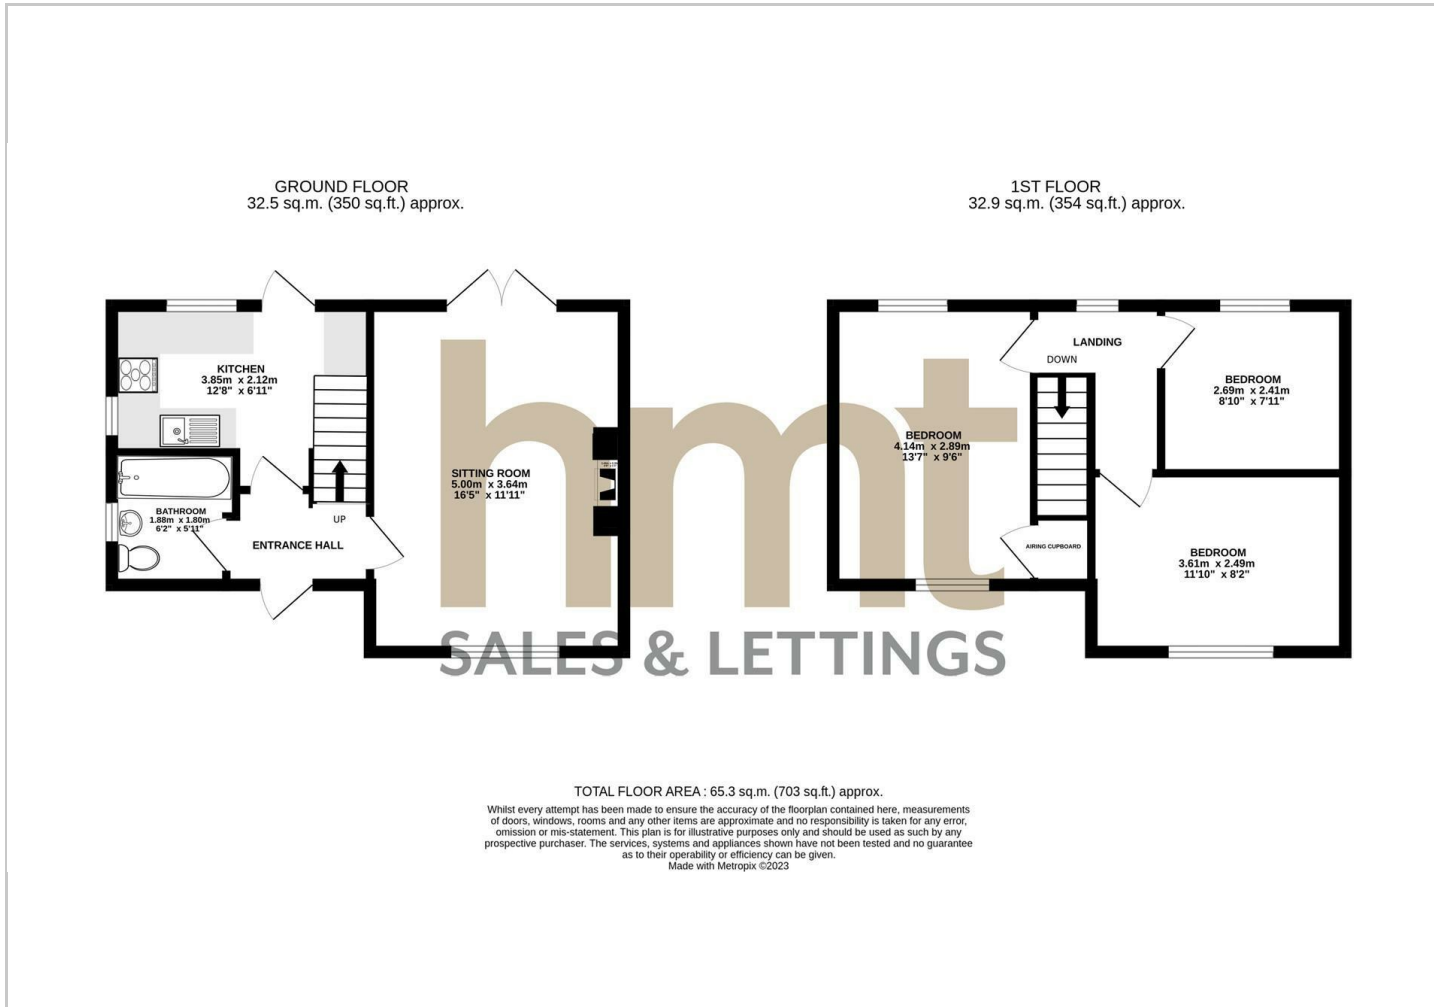 GROUND FLOOR
32.5 sq.m. (350 sq.ft.) approx.
1ST FLOOR
32.9 sq.m. (354 sq.ft.) approx.
KITCHEN
3.85m x 2.12m
12'8" x 6'11"
SITTING ROOM
5.00m x 3.64m
16'5" x 11'11"
BATHROOM
1.88m x 1.80m
6'2" x 5'11"
UP
ENTRANCE HALL
LANDING
DOWN
BEDROOM
2.69m x 2.41m
8'10" x 7'11"
BEDROOM
4.14m x 2.89m
13'7" x 9'6"
AIRING CUPBOARD
BEDROOM
3.61m x 2.49m
11'10" x 8'2"
hmt
SALES & LETTINGS
TOTAL FLOOR AREA : 65.3 sq.m. (703 sq.ft.) approx.
Whilst every attempt has been made to ensure the accuracy of the floorplan contained here, measurements
of doors, windows, rooms and any other items are approximate and no responsibility is taken for any error,
omission or mis-statement. This plan is for illustrative purposes only and should be used as such by any
prospective purchaser. The services, systems and appliances shown have not been tested and no guarantee
as to their operability or efficiency can be given.
Made with Metropix ©2023